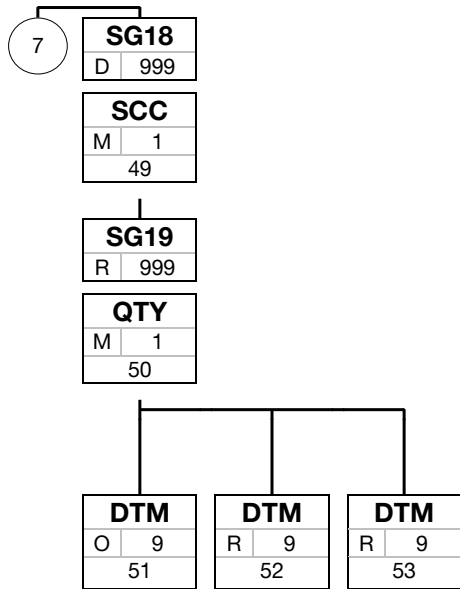 7
SG18
D 999
SCC
M 1
49
SG19
R 999
QTY
M 1
50
DTM DTM DTM
O 9 R 9 R 9
51 52 53